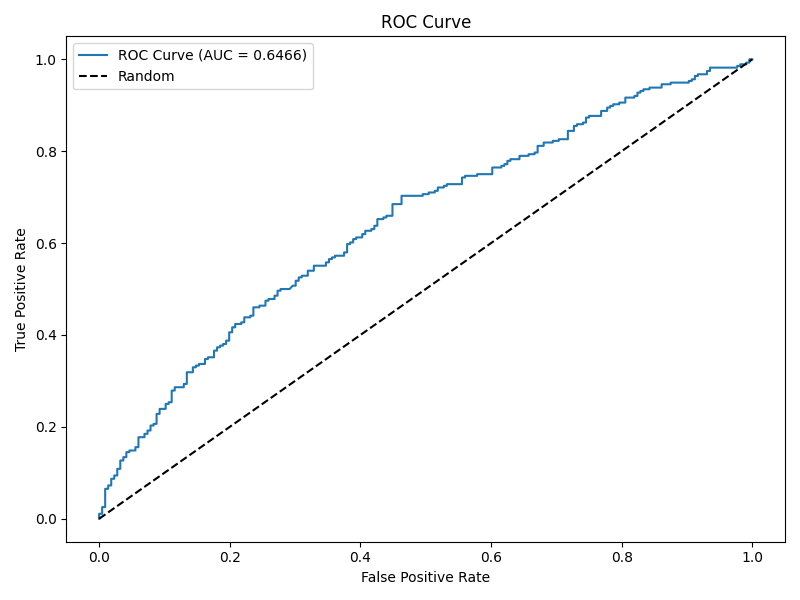 ROC Curve
ROC Curve (AUC = 0.6466)
Random
True Positive Rate
1.0
0.8
0.6
0.4
0.2
0.0
0.0 0.2 0.4 0.6 0.8 1.0
False Positive Rate